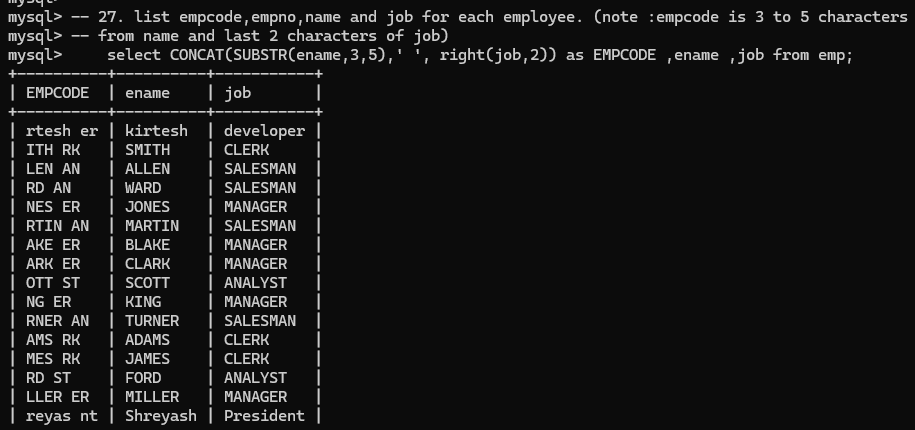 mysql>
mysql> -- 27. list empcode,empno,name and job for each employee. (note :empcode is 3 to 5 characters
mysql> -- from name and last 2 characters of job)
mysql>     select CONCAT(SUBSTR(ename,3,5),' ', right(job,2)) as EMPCODE ,ename ,job from emp;
+----------+----------+-----------+
| EMPCODE  | ename    | job       |
+----------+----------+-----------+
| rtesh er | kirtesh  | developer |
| ITH RK   | SMITH    | CLERK     |
| LEN AN   | ALLEN    | SALESMAN  |
| RD AN    | WARD     | SALESMAN  |
| NES ER   | JONES    | MANAGER   |
| RTIN AN  | MARTIN   | SALESMAN  |
| AKE ER   | BLAKE    | MANAGER   |
| ARK ER   | CLARK    | MANAGER   |
| OTT ST   | SCOTT    | ANALYST   |
| NG ER    | KING     | MANAGER   |
| RNER AN  | TURNER   | SALESMAN  |
| AMS RK   | ADAMS    | CLERK     |
| MES RK   | JAMES    | CLERK     |
| RD ST    | FORD     | ANALYST   |
| LLER ER  | MILLER   | MANAGER   |
| reyas nt | Shreyash | President |